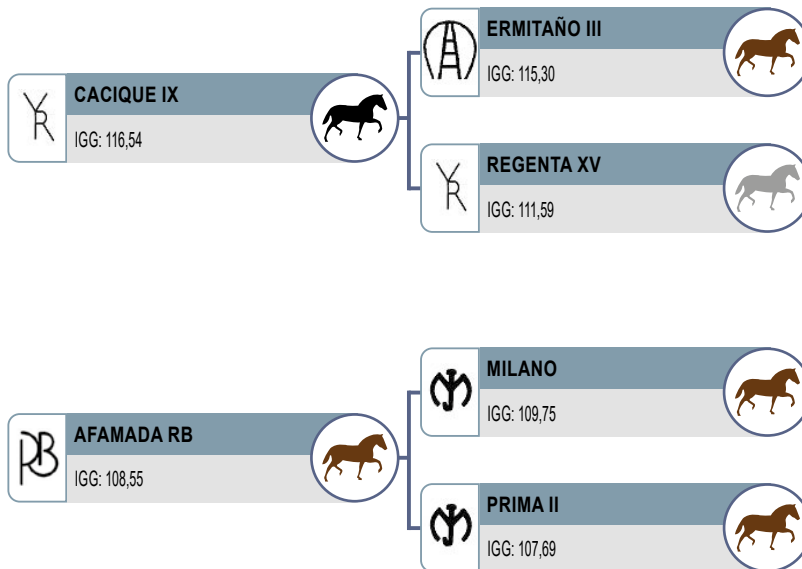 CACIQUE IX
IGG: 116,54
ERMITAÑO III
IGG: 115,30
REGENTA XV
IGG: 111,59
AFAMADA RB
IGG: 108,55
MILANO
IGG: 109,75
PRIMA II
IGG: 107,69